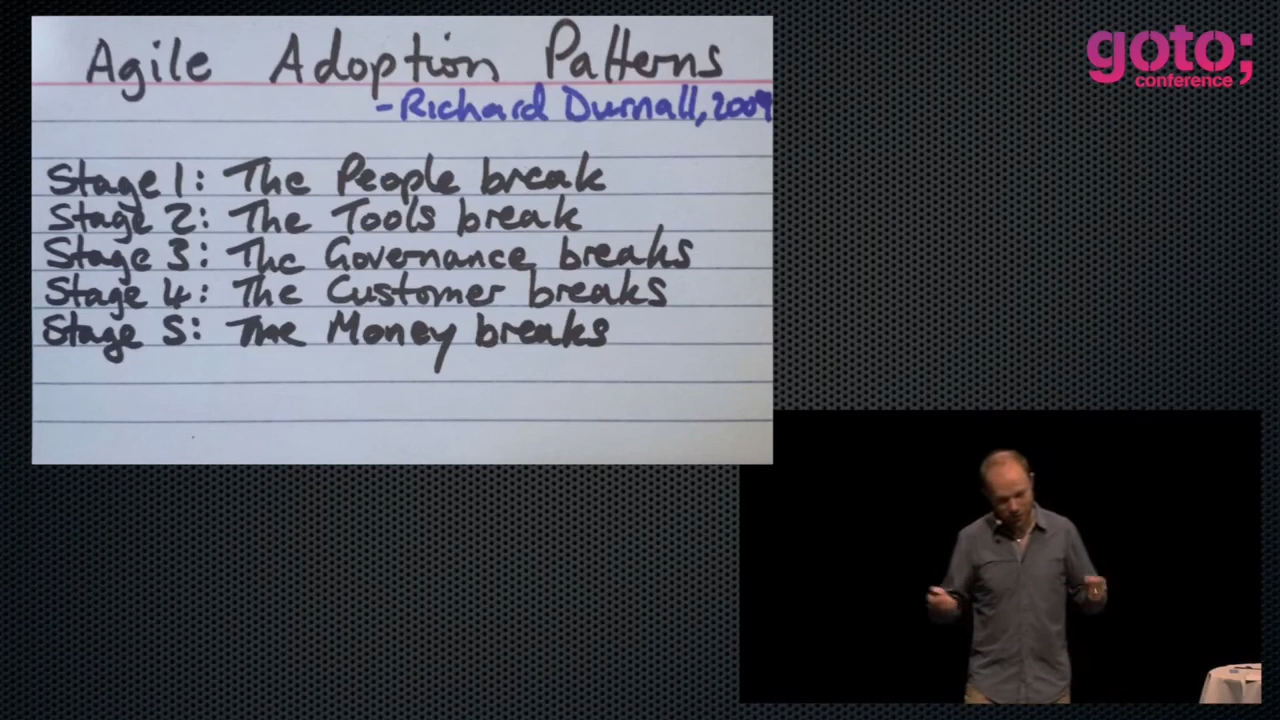 Agile Adoption Patterns
-Richard Durnall, 2009
Stage 1: The People break
Stage 2: The Tools break
Stage 3: The Governance breaks
Stage 4: The Customer breaks
Stage 5: The Money breaks
goto;
conference